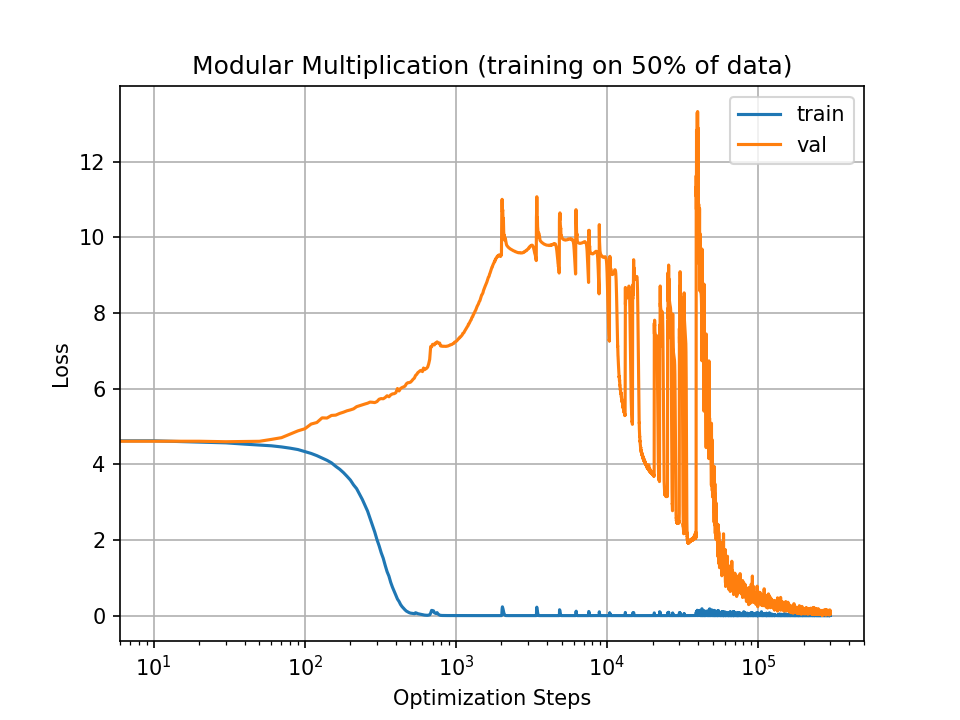 Modular Multiplication (training on 50% of data)
train
val
Loss
12
10
8
6
4
2
0
10¹ 10² 10³ 10⁴ 10⁵
Optimization Steps